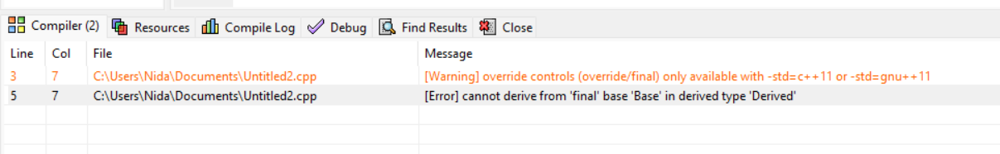 Compiler (2) Resources Compile Log Debug Find Results Close
Line Col File Message
3 7 C:\Users\Nida\Documents\Untitled2.cpp [Warning] override controls (override/final) only available with -std=c++11 or -std=gnu++11
5 7 C:\Users\Nida\Documents\Untitled2.cpp [Error] cannot derive from 'final' base 'Base' in derived type 'Derived'